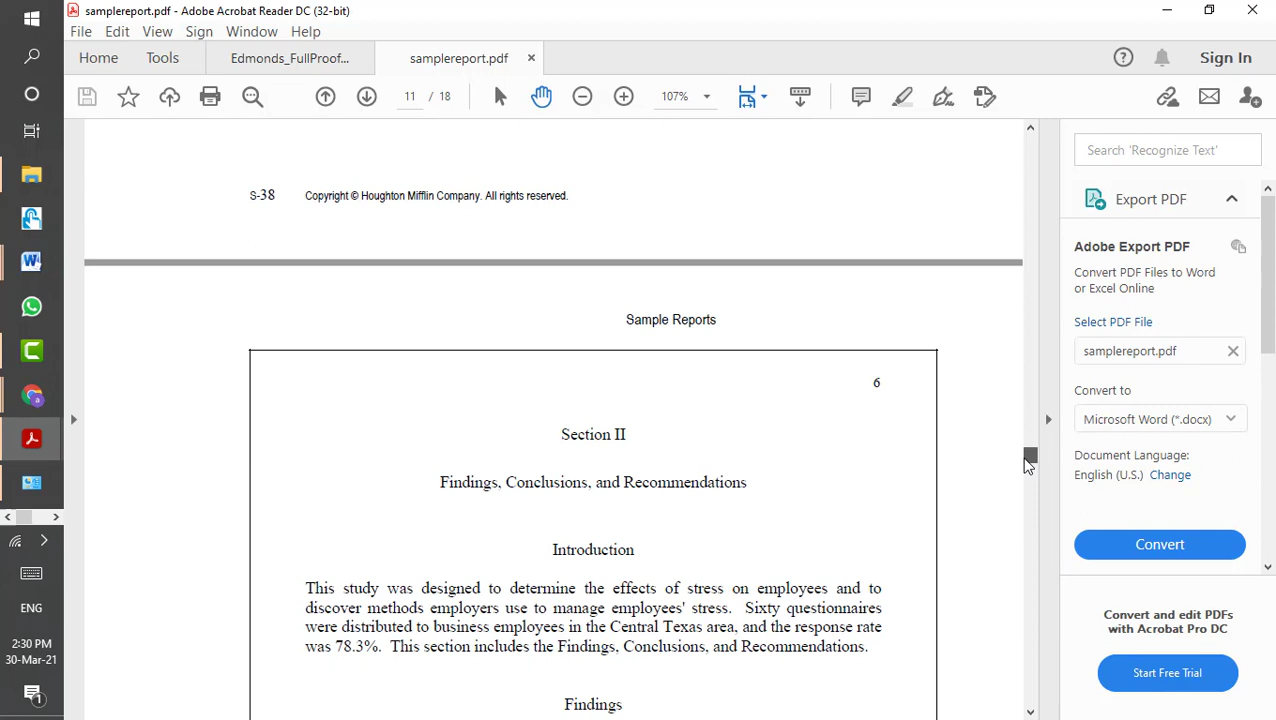 samplereport.pdf - Adobe Acrobat Reader DC (32-bit)
File Edit View Sign Window Help
Home Tools Edmonds_FullProof... samplereport.pdf ×
Sign In
11 / 18 107%
S-38 Copyright © Houghton Mifflin Company. All rights reserved.
Sample Reports
6
Section II
Findings, Conclusions, and Recommendations
Introduction
This study was designed to determine the effects of stress on employees and to
discover methods employers use to manage employees' stress. Sixty questionnaires
were distributed to business employees in the Central Texas area, and the response rate
was 78.3%. This section includes the Findings, Conclusions, and Recommendations.
Findings
Search 'Recognize Text'
Export PDF
Adobe Export PDF
Convert PDF Files to Word
or Excel Online
Select PDF File
samplereport.pdf
Convert to
Microsoft Word (*.docx)
Document Language:
English (U.S.) Change
Convert
Convert and edit PDFs
with Acrobat Pro DC
Start Free Trial
ENG
2:30 PM
30-Mar-21
1